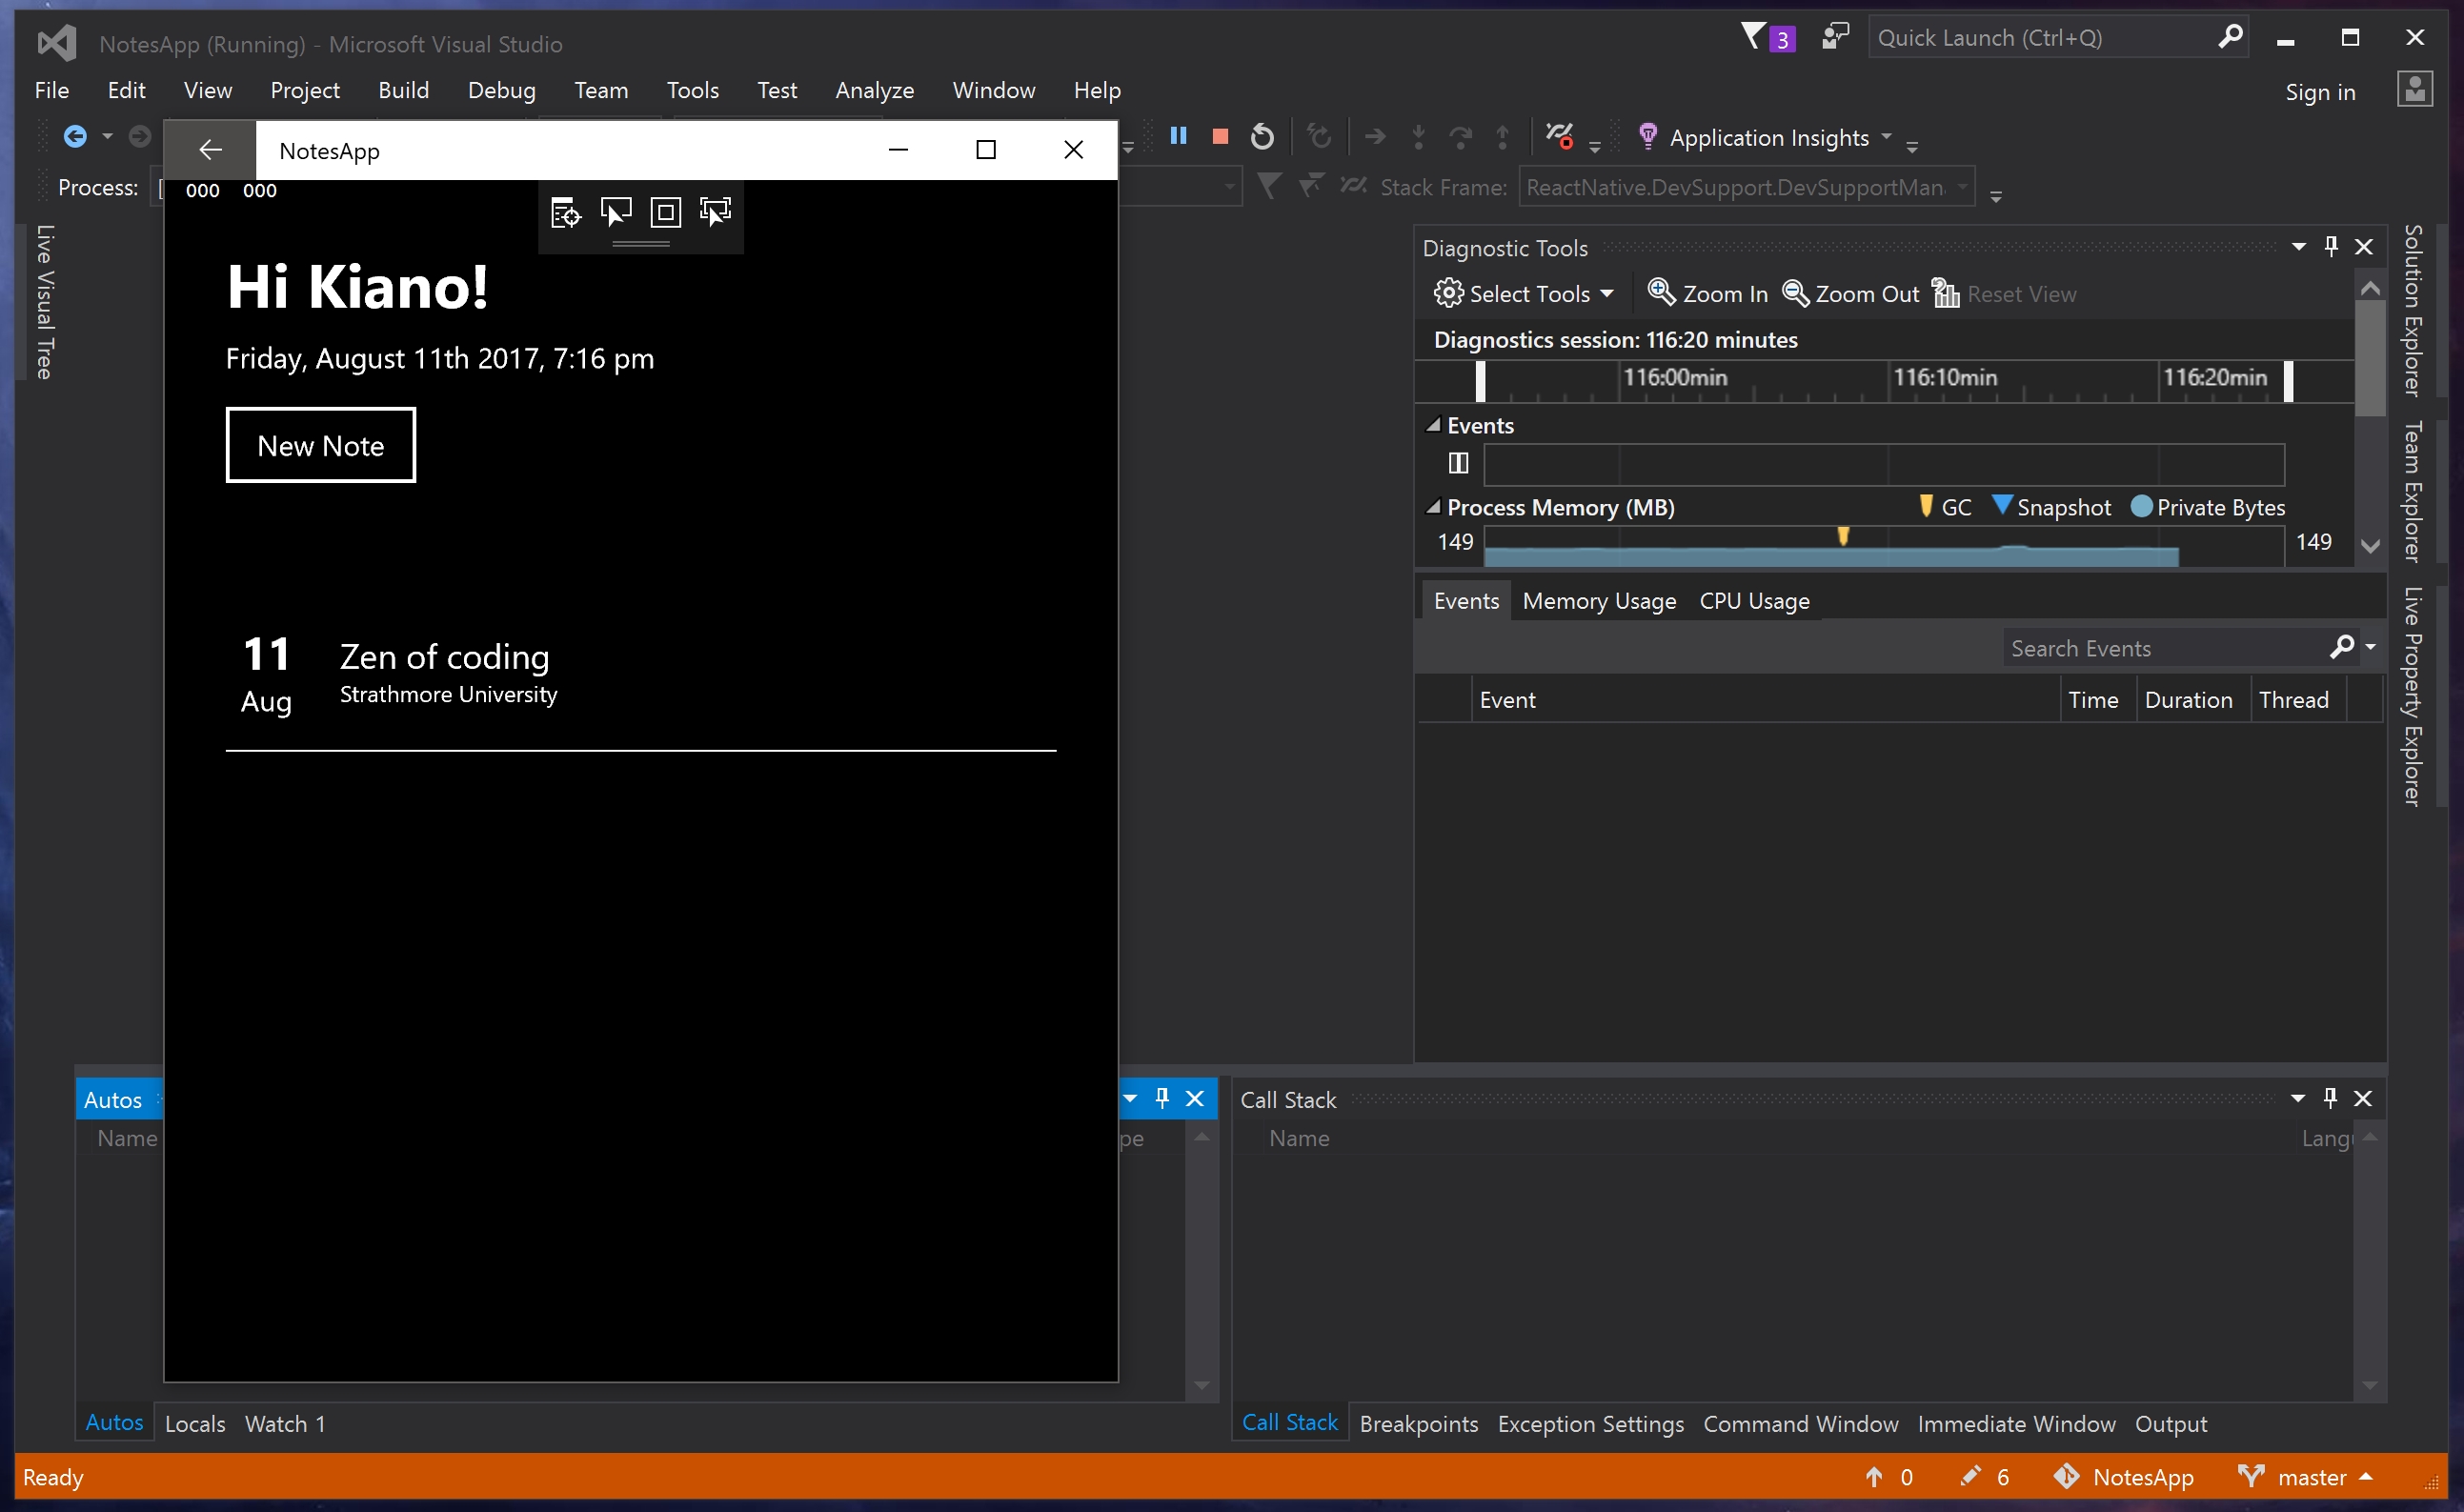 NotesApp (Running) - Microsoft Visual Studio
3
Quick Launch (Ctrl+Q)
File Edit View Project Build Debug Team Tools Test Analyze Window Help
Sign in
Application Insights
Process: [
Stack Frame: ReactNative.DevSupport.DevSupportMan
NotesApp
000 000
Hi Kiano!
Friday, August 11th 2017, 7:16 pm
New Note
11
Aug
Zen of coding
Strathmore University
Live Visual Tree
Diagnostic Tools
Select Tools Zoom In Zoom Out Reset View
Diagnostics session: 116:20 minutes
116:00min 116:10min 116:20min
Events
Process Memory (MB) GC Snapshot Private Bytes
149 149
Events Memory Usage CPU Usage
Search Events
Event Time Duration Thread
Solution Explorer
Team Explorer
Live Property Explorer
Autos
Name pe
Autos Locals Watch 1
Call Stack
Name Langu
Call Stack Breakpoints Exception Settings Command Window Immediate Window Output
Ready
0 6 NotesApp master